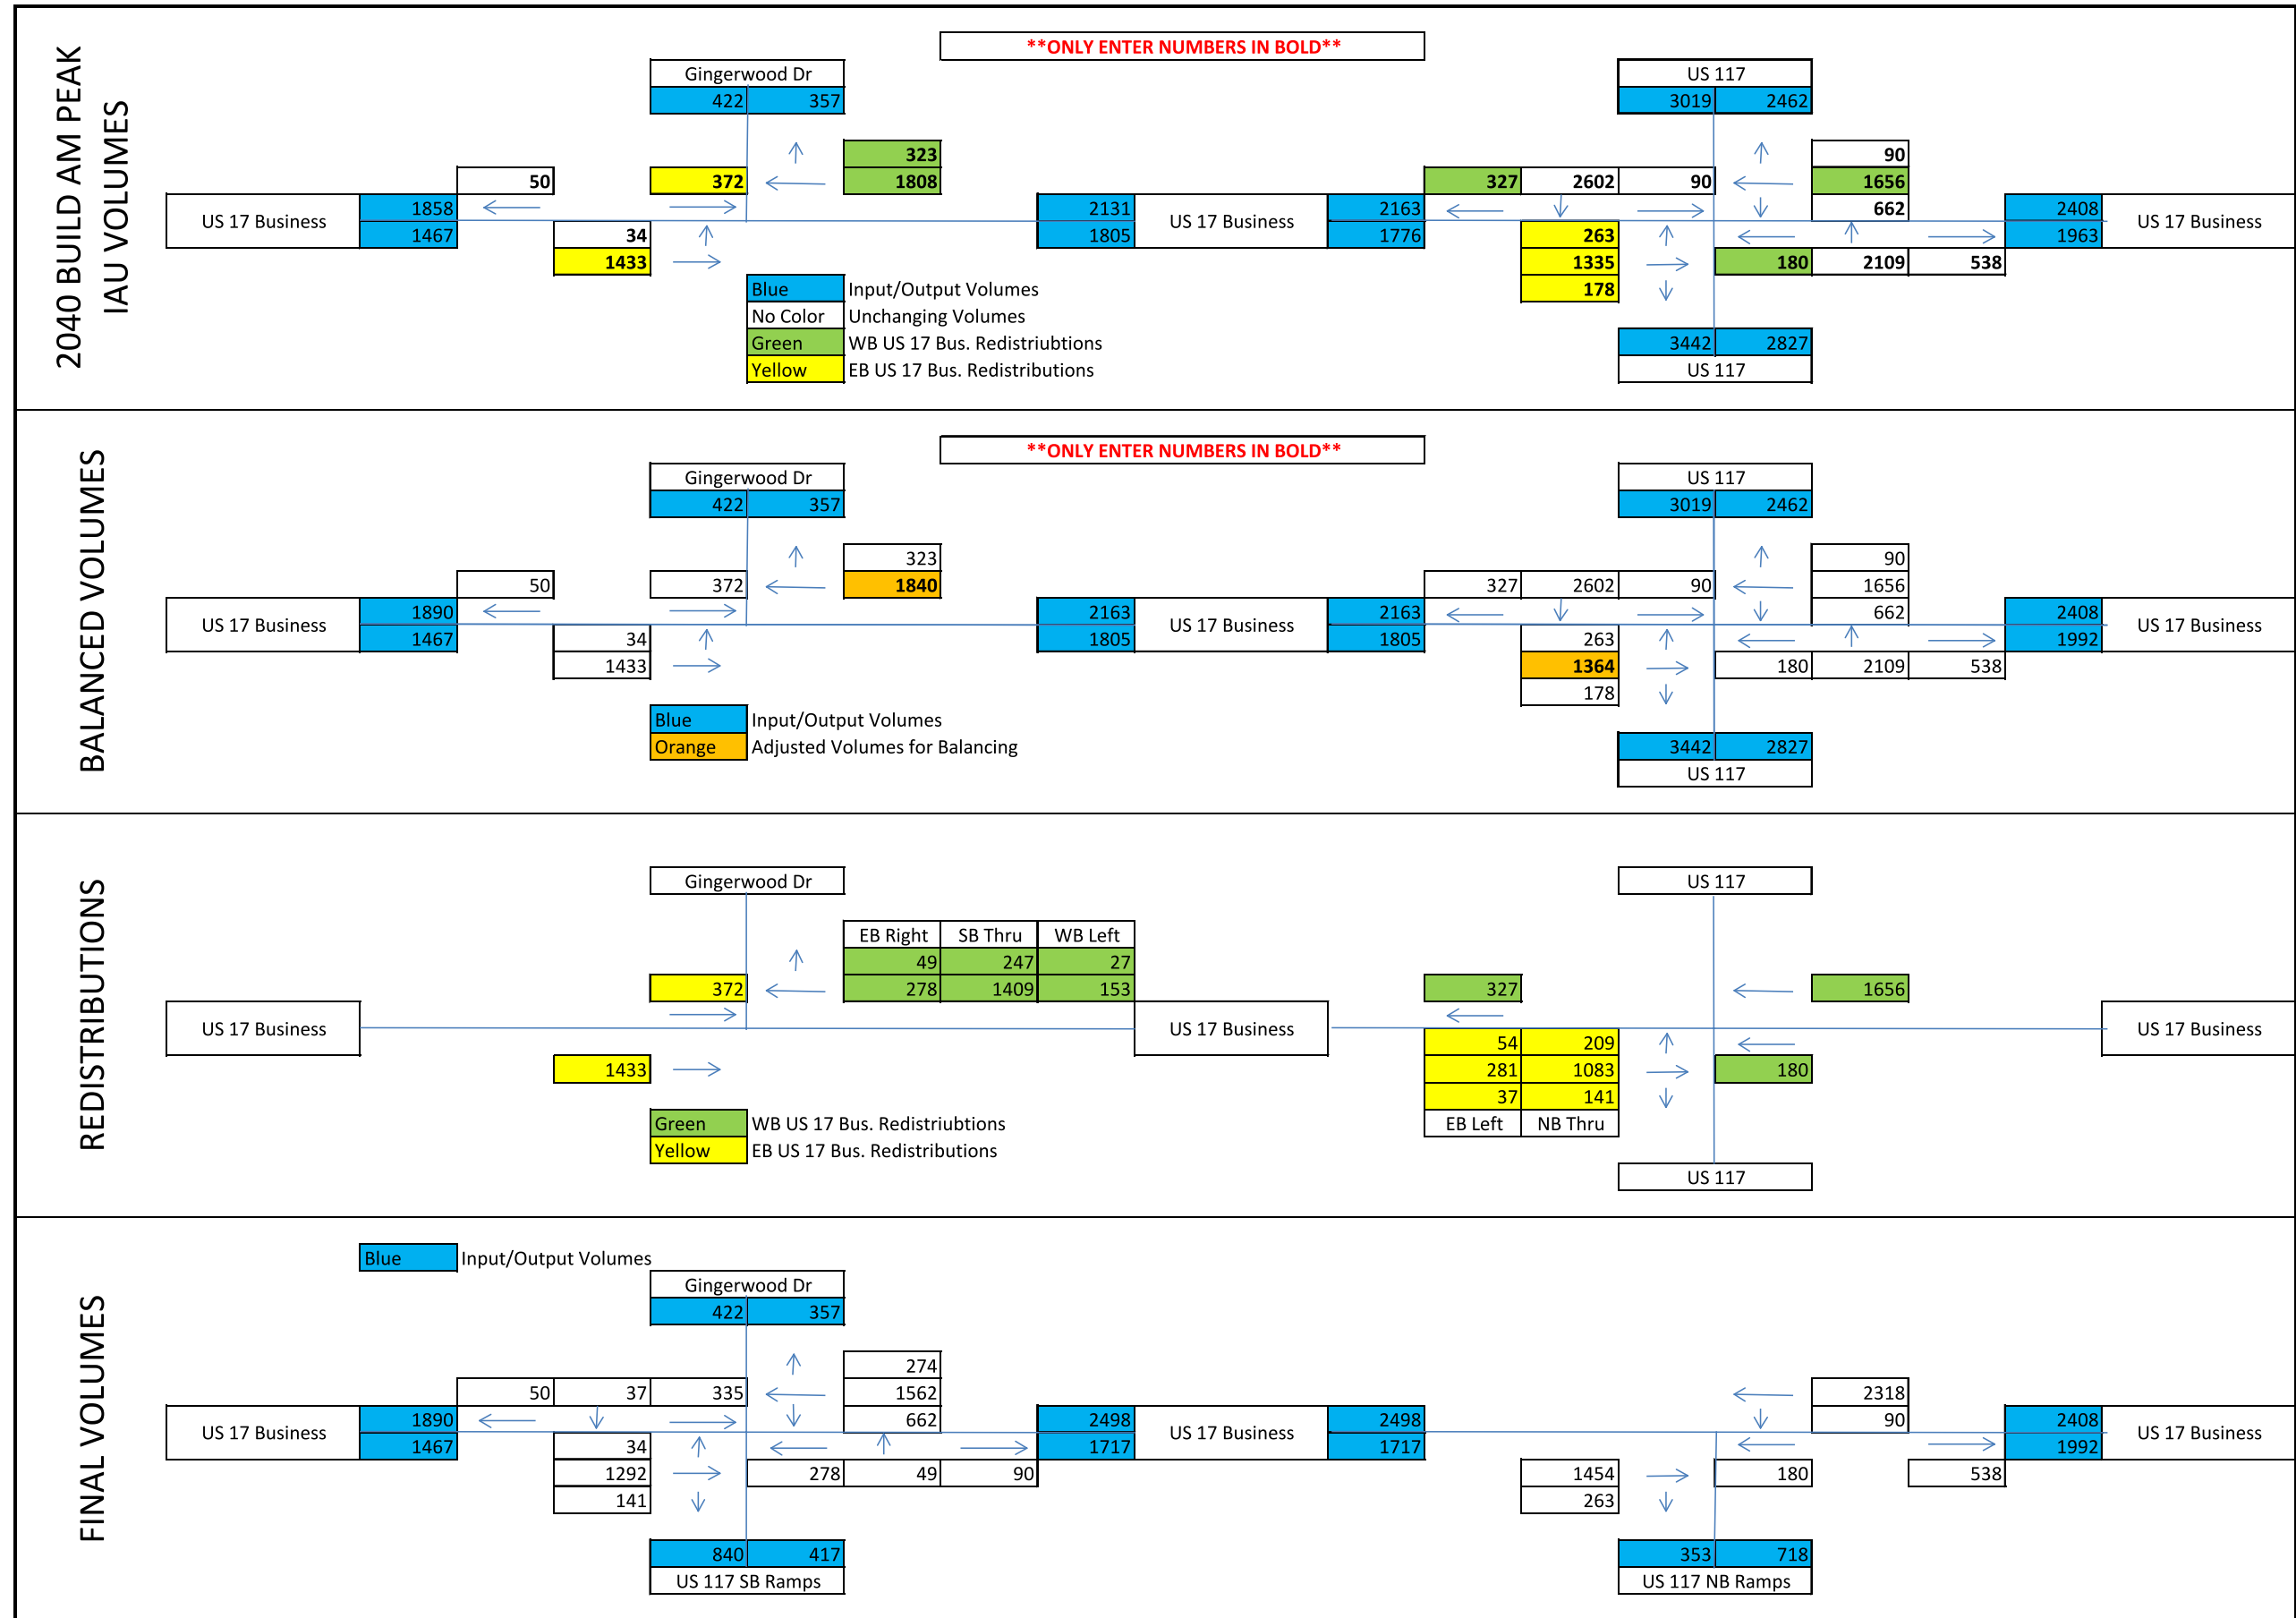 2040 BUILD AM PEAK
IAU VOLUMES
**ONLY ENTER NUMBERS IN BOLD**
Gingerwood Dr US 117
422 357 3019 2462
323 90
50 372 1808 327 2602 90 1656
US 17 Business 1858 2131 US 17 Business 2163 662 2408 US 17 Business
1467 34 1805 1776 263 1963
1433 1335 180 2109 538
Blue Input/Output Volumes 178
No Color Unchanging Volumes
Green WB US 17 Bus. Redistriubtions 3442 2827
Yellow EB US 17 Bus. Redistributions US 117
BALANCED VOLUMES
**ONLY ENTER NUMBERS IN BOLD**
Gingerwood Dr US 117
422 357 3019 2462
323 90
50 372 1840 327 2602 90 1656
US 17 Business 1890 2163 US 17 Business 2163 662 2408 US 17 Business
1467 34 1805 1805 263 1992
1433 1364 180 2109 538
178
Blue Input/Output Volumes
Orange Adjusted Volumes for Balancing 3442 2827
US 117
REDISTRIBUTIONS
Gingerwood Dr US 117
EB Right SB Thru WB Left
49 247 27
372 278 1409 153 327 1656
US 17 Business US 17 Business US 17 Business
54 209
1433 281 1083 180
37 141
Green WB US 17 Bus. Redistriubtions EB Left NB Thru
Yellow EB US 17 Bus. Redistributions
US 117
FINAL VOLUMES
Blue Input/Output Volumes
Gingerwood Dr
422 357
274
50 37 335 1562 2318
US 17 Business 1890 662 2498 US 17 Business 2498 90 2408 US 17 Business
1467 34 1717 1717 1992
1292 278 49 90 1454 180 538
141 263
840 417 353 718
US 117 SB Ramps US 117 NB Ramps